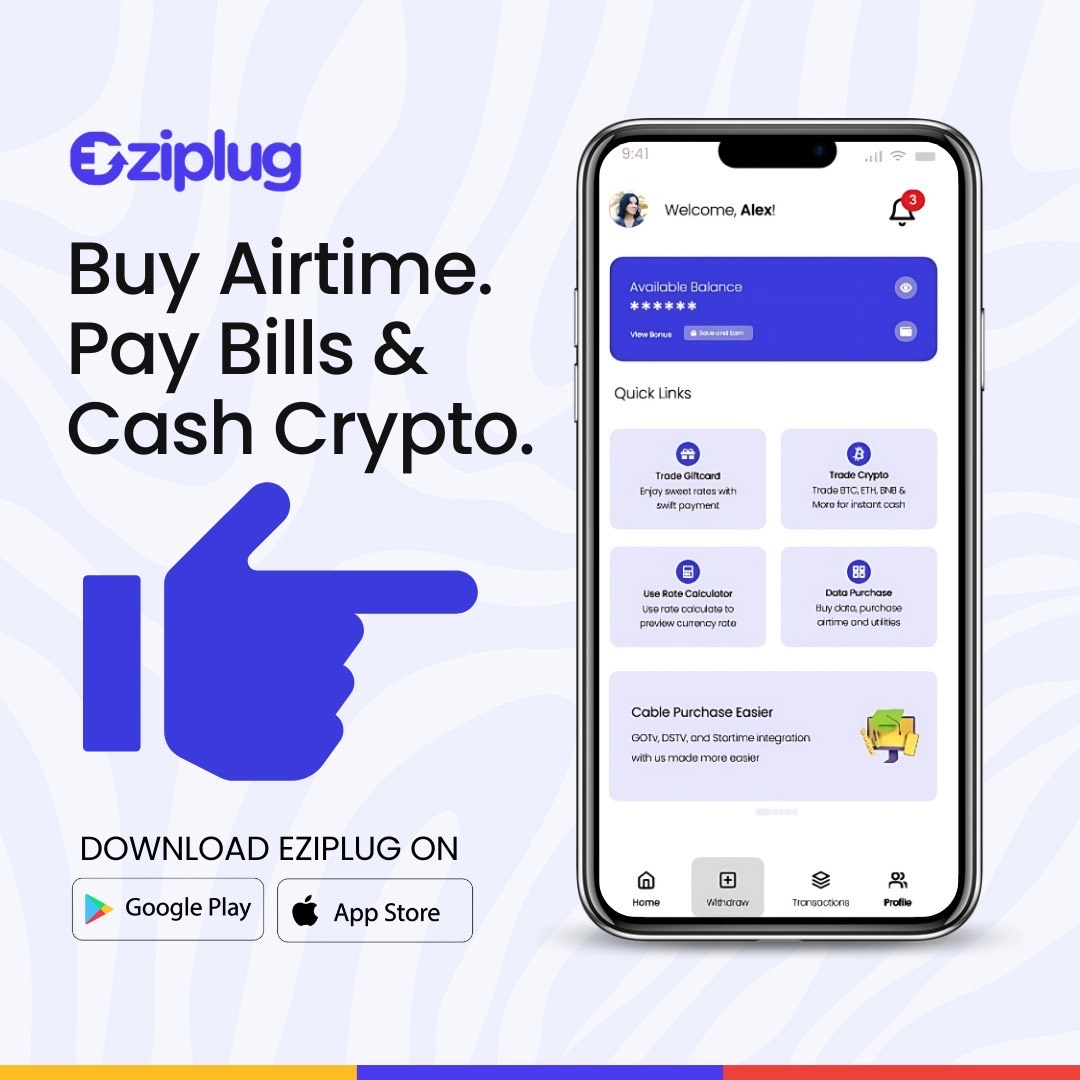 Eziplug
Buy Airtime.
Pay Bills &
Cash Crypto.
DOWNLOAD EZIPLUG ON
Google Play
App Store
9:41
Welcome, Alex!
3
Available Balance
******
View Bonus
Save and Earn
Quick Links
Trade Giftcard
Enjoy sweet rates with
swift payment
Trade Crypto
Trade BTC, ETH, BNB &
More for instant cash
Use Rate Calculator
Use rate calculate to
preview currency rate
Data Purchase
Buy data, purchase
airtime and utilities
Cable Purchase Easier
GOTv, DSTV, and Startime integration
with us made more easier
Home
Withdraw
Transactions
Profile